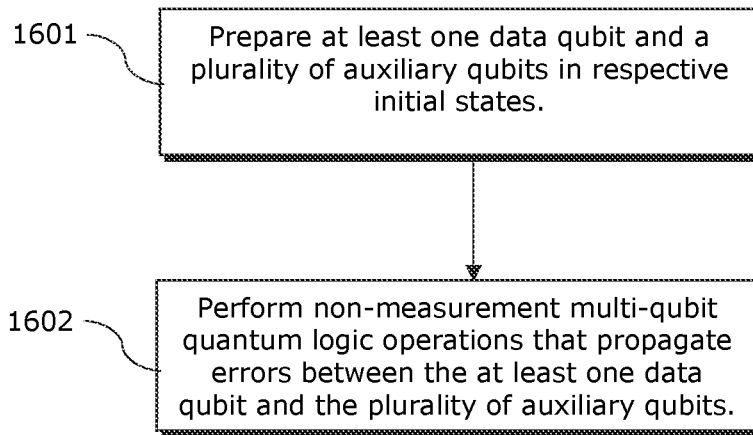 1601
Prepare at least one data qubit and a
plurality of auxiliary qubits in respective
initial states.
1602
Perform non-measurement multi-qubit
quantum logic operations that propagate
errors between the at least one data
qubit and the plurality of auxiliary qubits.